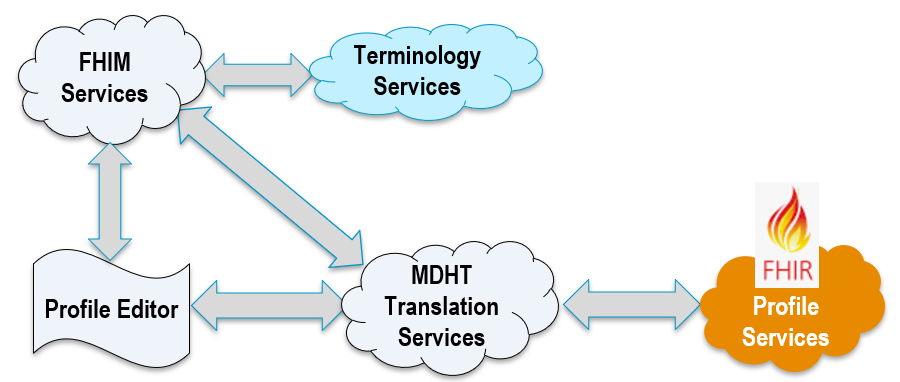 FHIM
Services
Terminology
Services
Profile Editor
MDHT
Translation
Services
FHIR
Profile
Services